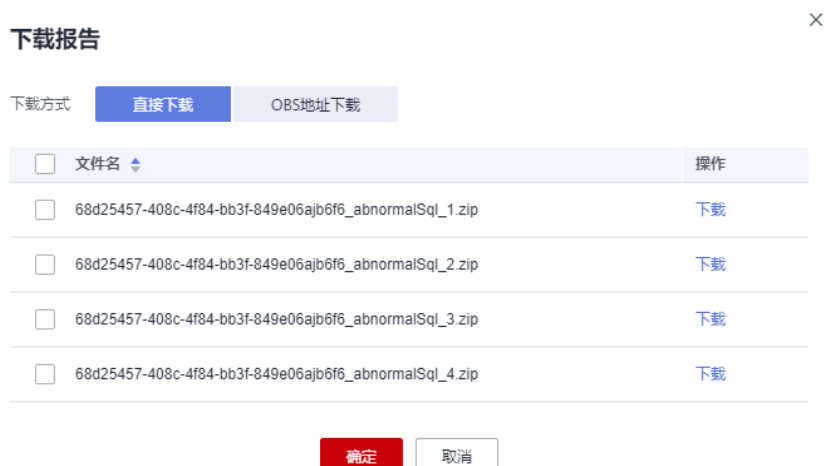 下载报告
下载方式 直接下载 OBS地址下载
文件名 操作
68d25457-408c-4f84-bb3f-849e06ajb6f6_abnormalSql_1.zip 下载
68d25457-408c-4f84-bb3f-849e06ajb6f6_abnormalSql_2.zip 下载
68d25457-408c-4f84-bb3f-849e06ajb6f6_abnormalSql_3.zip 下载
68d25457-408c-4f84-bb3f-849e06ajb6f6_abnormalSql_4.zip 下载
确定 取消